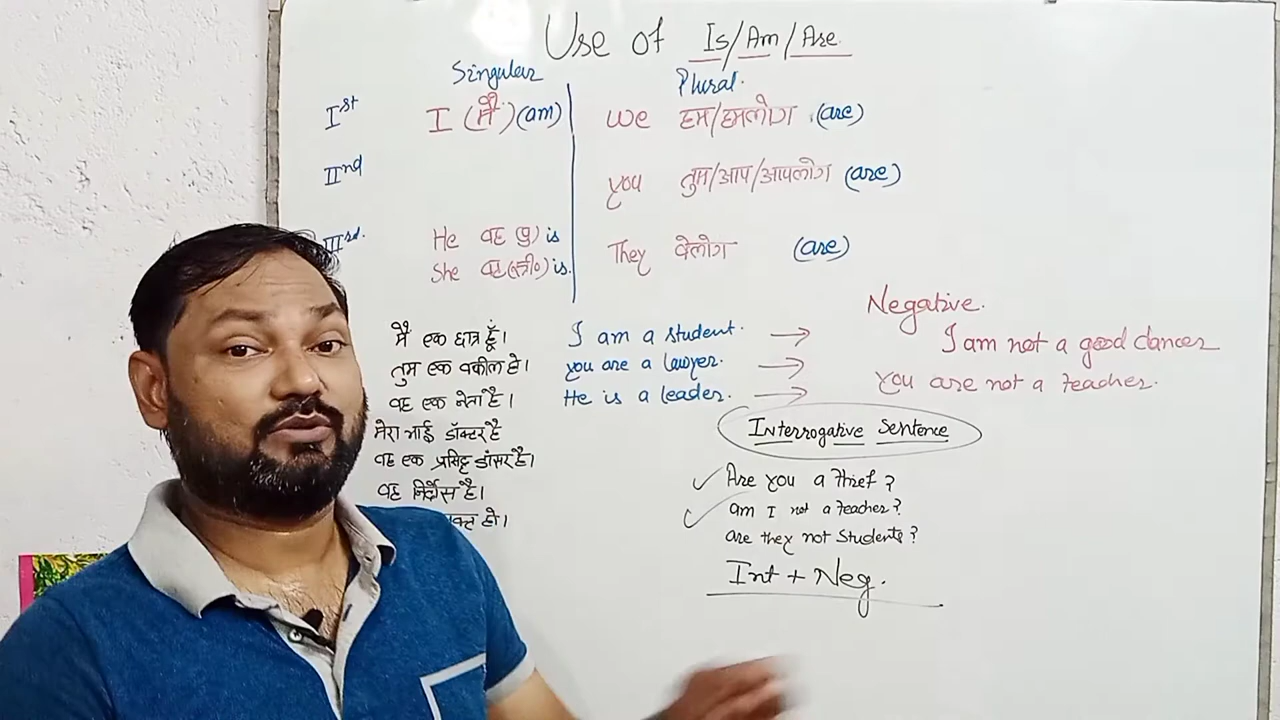 Use of Is/Am/Are
Singular Plural.
Ist I (मैं) (am) we हम/हमलोग (are)
IInd you तुम/आप/आपलोग (are)
IIIrd. He वह (पु) is They वेलोग (are)
She वह (स्त्री०) is
Negative.
मैं एक छात्र हूँ। I am a student. → I am not a good dancer
तुम एक वकील हो। you are a lawyer. → You are not a teacher.
वह एक नेता है। He is a leader. →
मेरा भाई डॉक्टर है
Interrogative Sentence
वह एक प्रसिद्ध डांसर है।
Are you a thief ?
वह निर्दोस है।
am I not a teacher?
हो।
are they not students ?
Int + Neg.